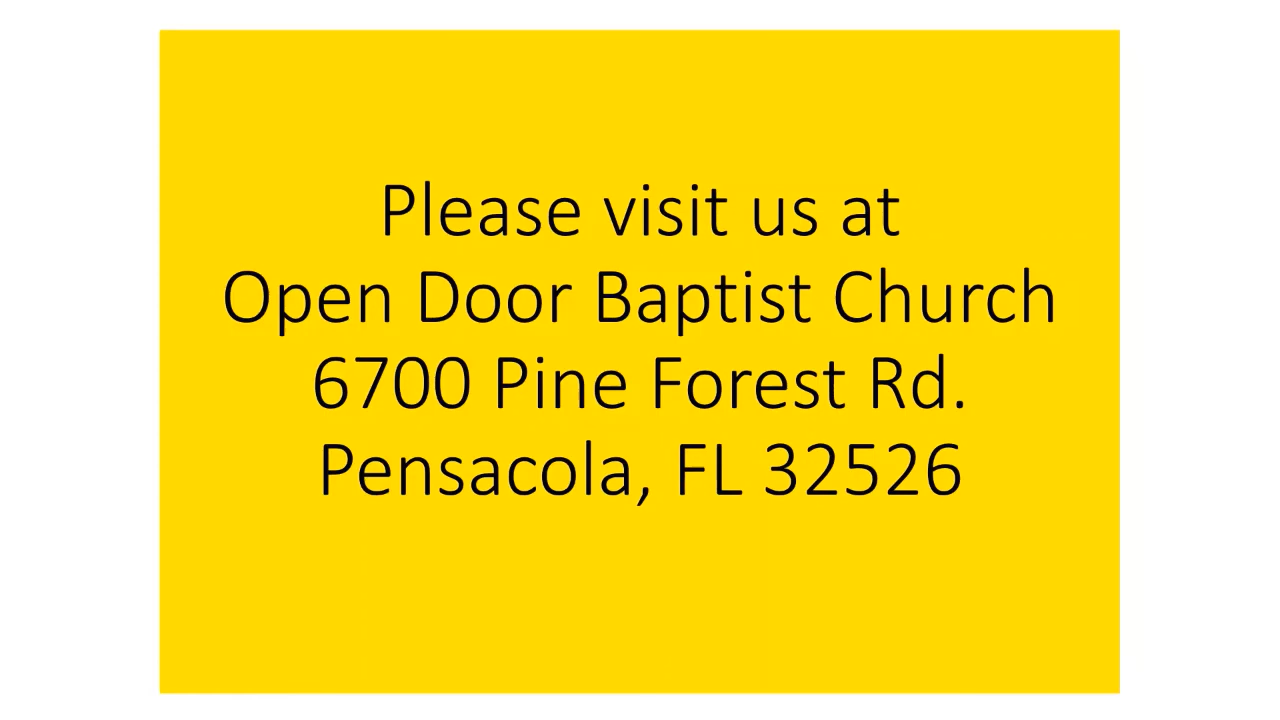 Please visit us at
Open Door Baptist Church
6700 Pine Forest Rd.
Pensacola, FL 32526